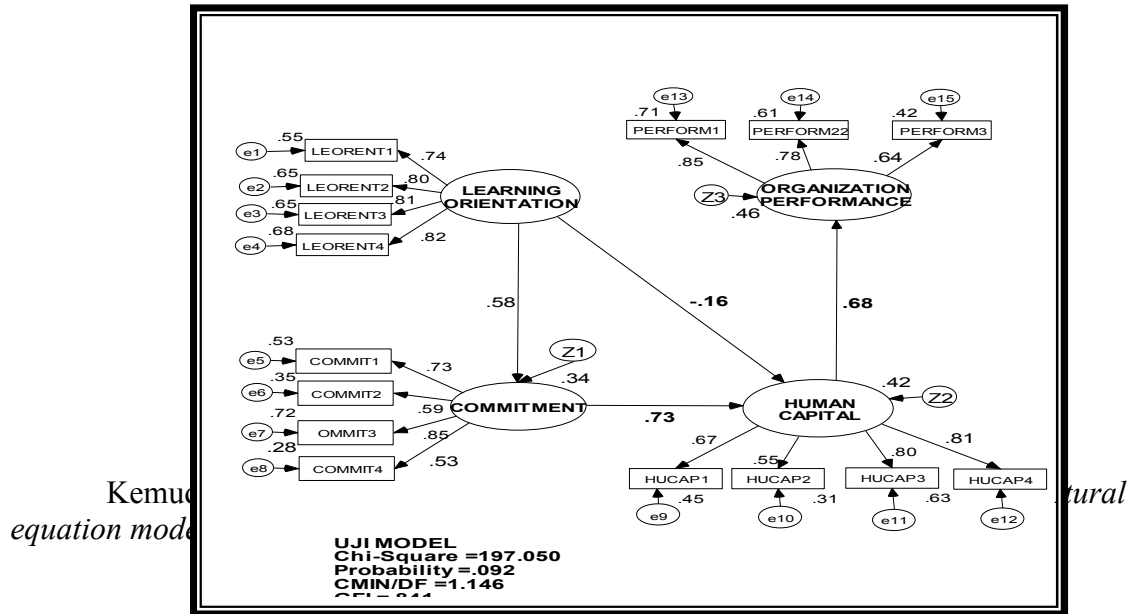 e13
e14
e15
.71
.61
.42
PERFORM1
PERFORM22
PERFORM3
.55
e1
LEORENT1
.74
.85
.78
.64
.65
e2
LEORENT2
.80
LEARNING
ORIENTATION
Z3
ORGANIZATION
PERFORMANCE
.46
.65
e3
LEORENT3
.81
.68
e4
LEORENT4
.82
.58
-.16
.68
.53
e5
COMMIT1
.73
Z1
.34
.35
e6
COMMIT2
.59
COMMITMENT
.73
HUMAN
CAPITAL
.42
Z2
.72
e7
OMMIT3
.85
.28
e8
COMMIT4
.53
.67
.55
.80
.81
HUCAP1
HUCAP2
HUCAP3
HUCAP4
.45
.31
.63
e9
e10
e11
e12
tural
equation
UJI MODEL
Chi-Square =197.050
Probability =.092
CMIN/DF =1.146